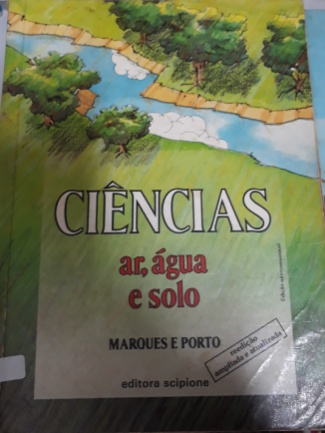 CIÊNCIAS
ar, água
e solo
MARQUES E PORTO
reedição
ampliada e atualizada
editora scipione